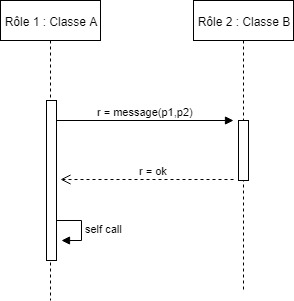 Rôle 1 : Classe A
Rôle 2 : Classe B
r = message(p1,p2)
r = ok
self call